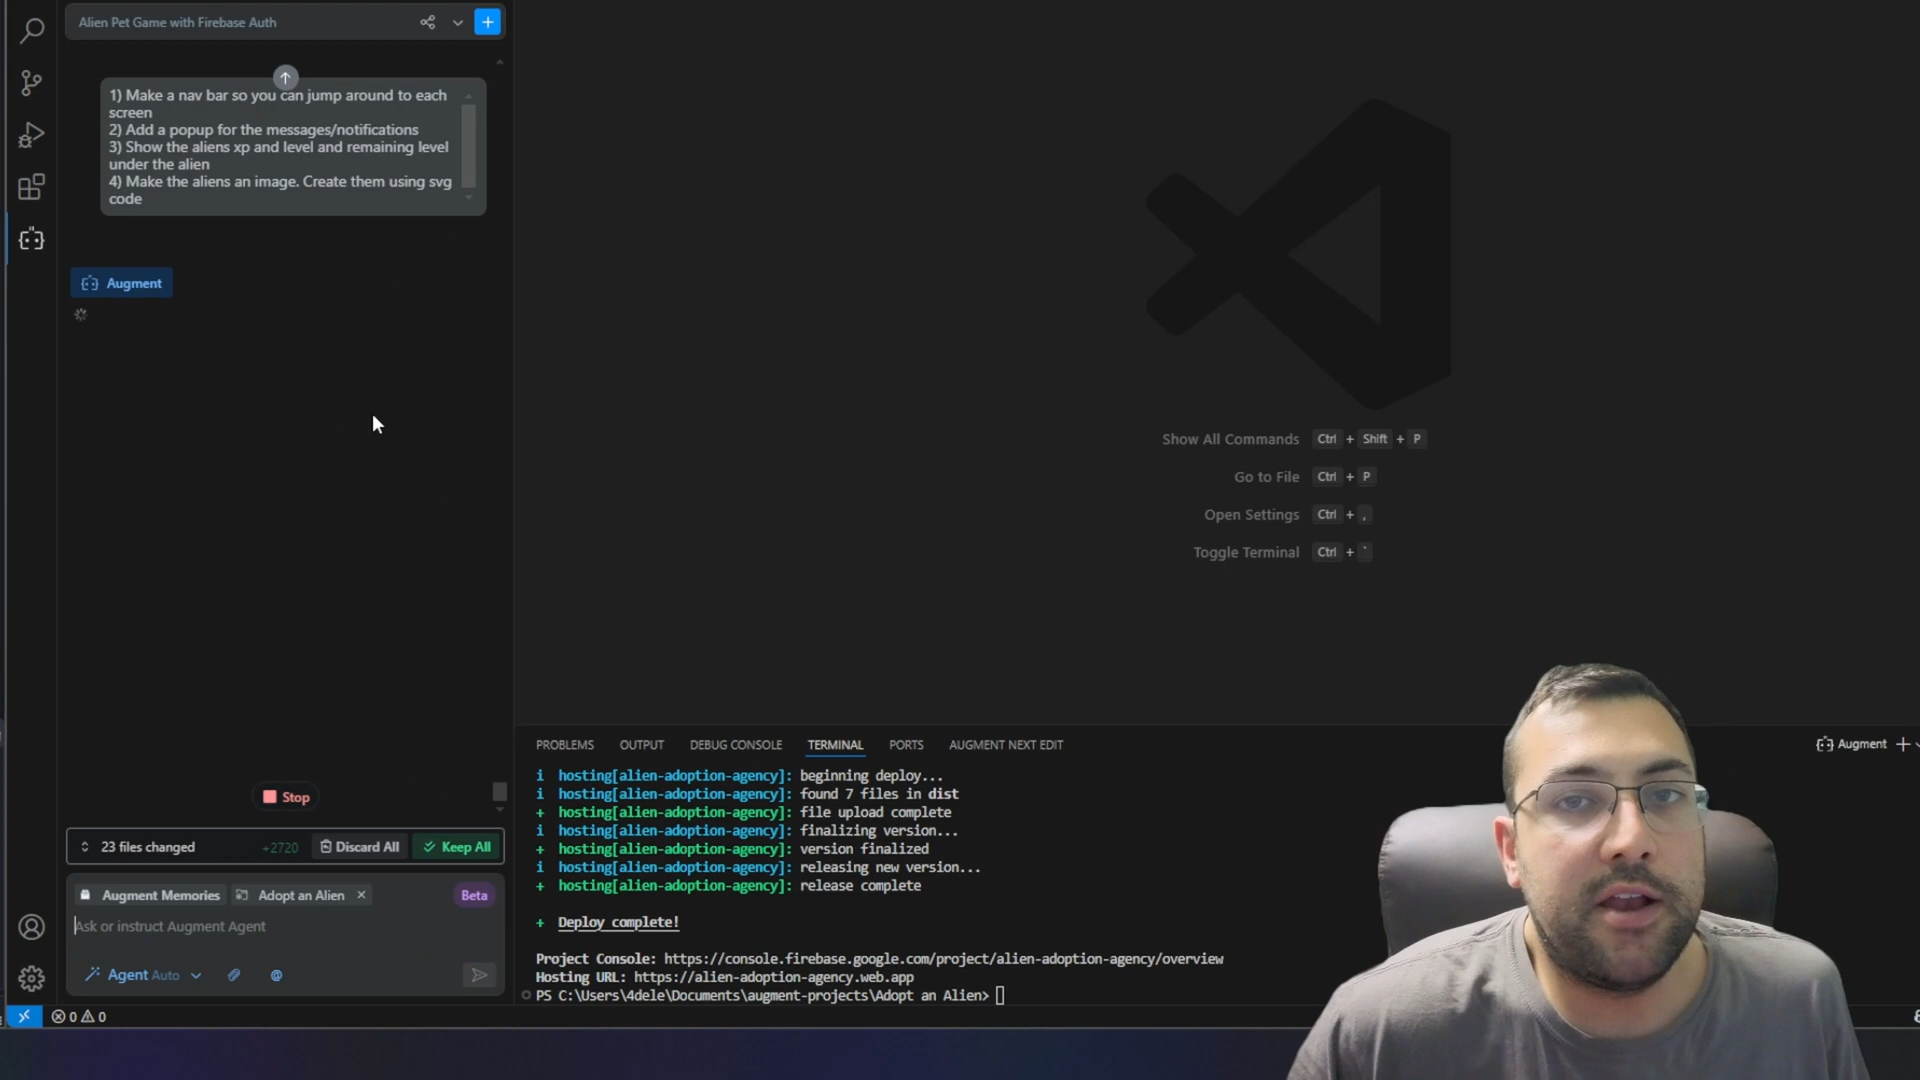 Alien Pet Game with Firebase Auth
1) Make a nav bar so you can jump around to each
screen
2) Add a popup for the messages/notifications
3) Show the aliens xp and level and remaining level
under the alien
4) Make the aliens an image. Create them using svg
code
Augment
Stop
23 files changed +2720 Discard All Keep All
Augment Memories Adopt an Alien × Beta
Ask or instruct Augment Agent
Agent Auto @
0 0
Show All Commands Ctrl + Shift + P
Go to File Ctrl + P
Open Settings Ctrl + ,
Toggle Terminal Ctrl + `
PROBLEMS OUTPUT DEBUG CONSOLE TERMINAL PORTS AUGMENT NEXT EDIT
Augment +
i hosting[alien-adoption-agency]: beginning deploy...
i hosting[alien-adoption-agency]: found 7 files in dist
+ hosting[alien-adoption-agency]: file upload complete
i hosting[alien-adoption-agency]: finalizing version...
+ hosting[alien-adoption-agency]: version finalized
i hosting[alien-adoption-agency]: releasing new version...
+ hosting[alien-adoption-agency]: release complete
+ Deploy complete!
Project Console: https://console.firebase.google.com/project/alien-adoption-agency/overview
Hosting URL: https://alien-adoption-agency.web.app
PS C:\Users\4dele\Documents\augment-projects\Adopt an Alien>